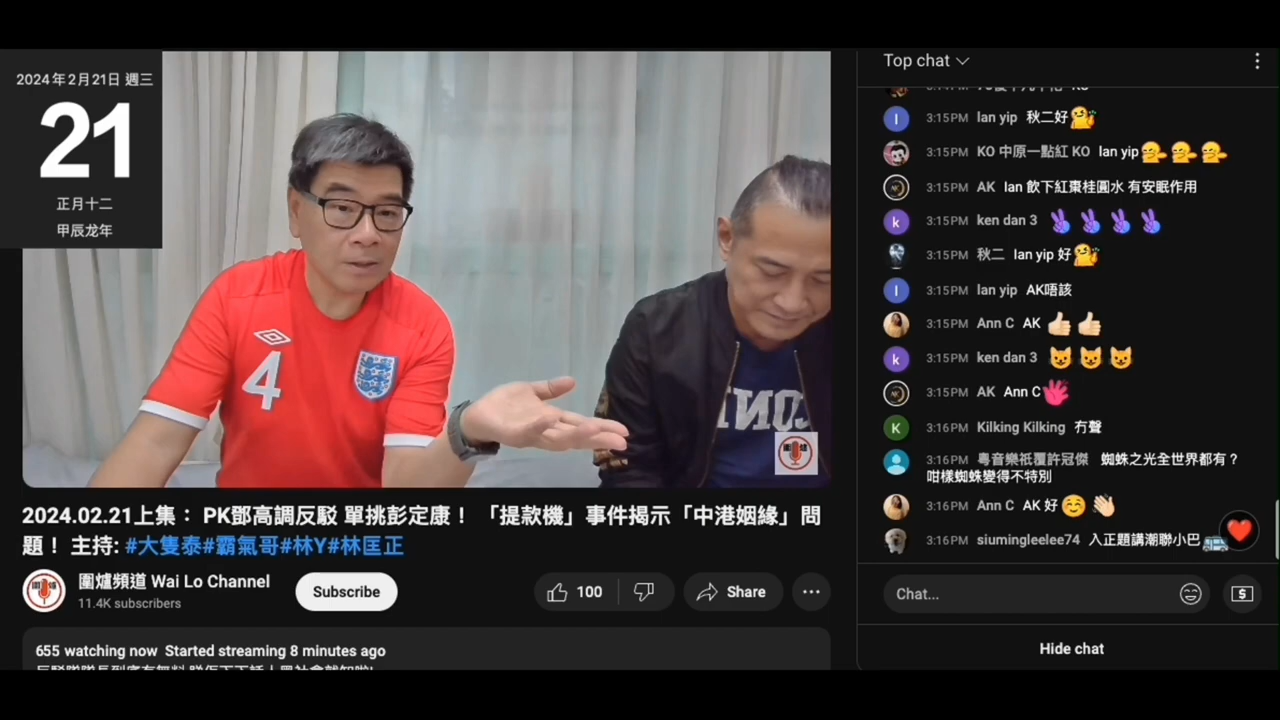 2024年2月21日 週三
21
正月十二
甲辰龙年
4
圍爐
2024.02.21上集： PK鄧高調反駁 單挑彭定康！ 「提款機」事件揭示「中港姻緣」問
題！ 主持: #大隻泰#霸氣哥#林Y#林匡正
圍爐頻道 Wai Lo Channel
11.4K subscribers
Subscribe
100
Share
655 watching now Started streaming 8 minutes ago
Top chat
3:15PM Ian yip 秋二好
3:15PM KO 中原一點紅 KO Ian yip
3:15PM AK Ian 飲下紅棗桂圓水 有安眠作用
3:15PM ken dan 3
3:15PM 秋二 Ian yip 好
3:15PM Ian yip AK唔該
3:15PM Ann C AK
3:15PM ken dan 3
3:15PM AK Ann C
3:16PM Kilking Kilking 冇聲
3:16PM 粵音樂祇覆許冠傑 蜘蛛之光全世界都有？
咁樣蜘蛛變得不特別
3:16PM Ann C AK 好
3:16PM siumingleelee74 入正題講潮聯小巴
Chat...
Hide chat